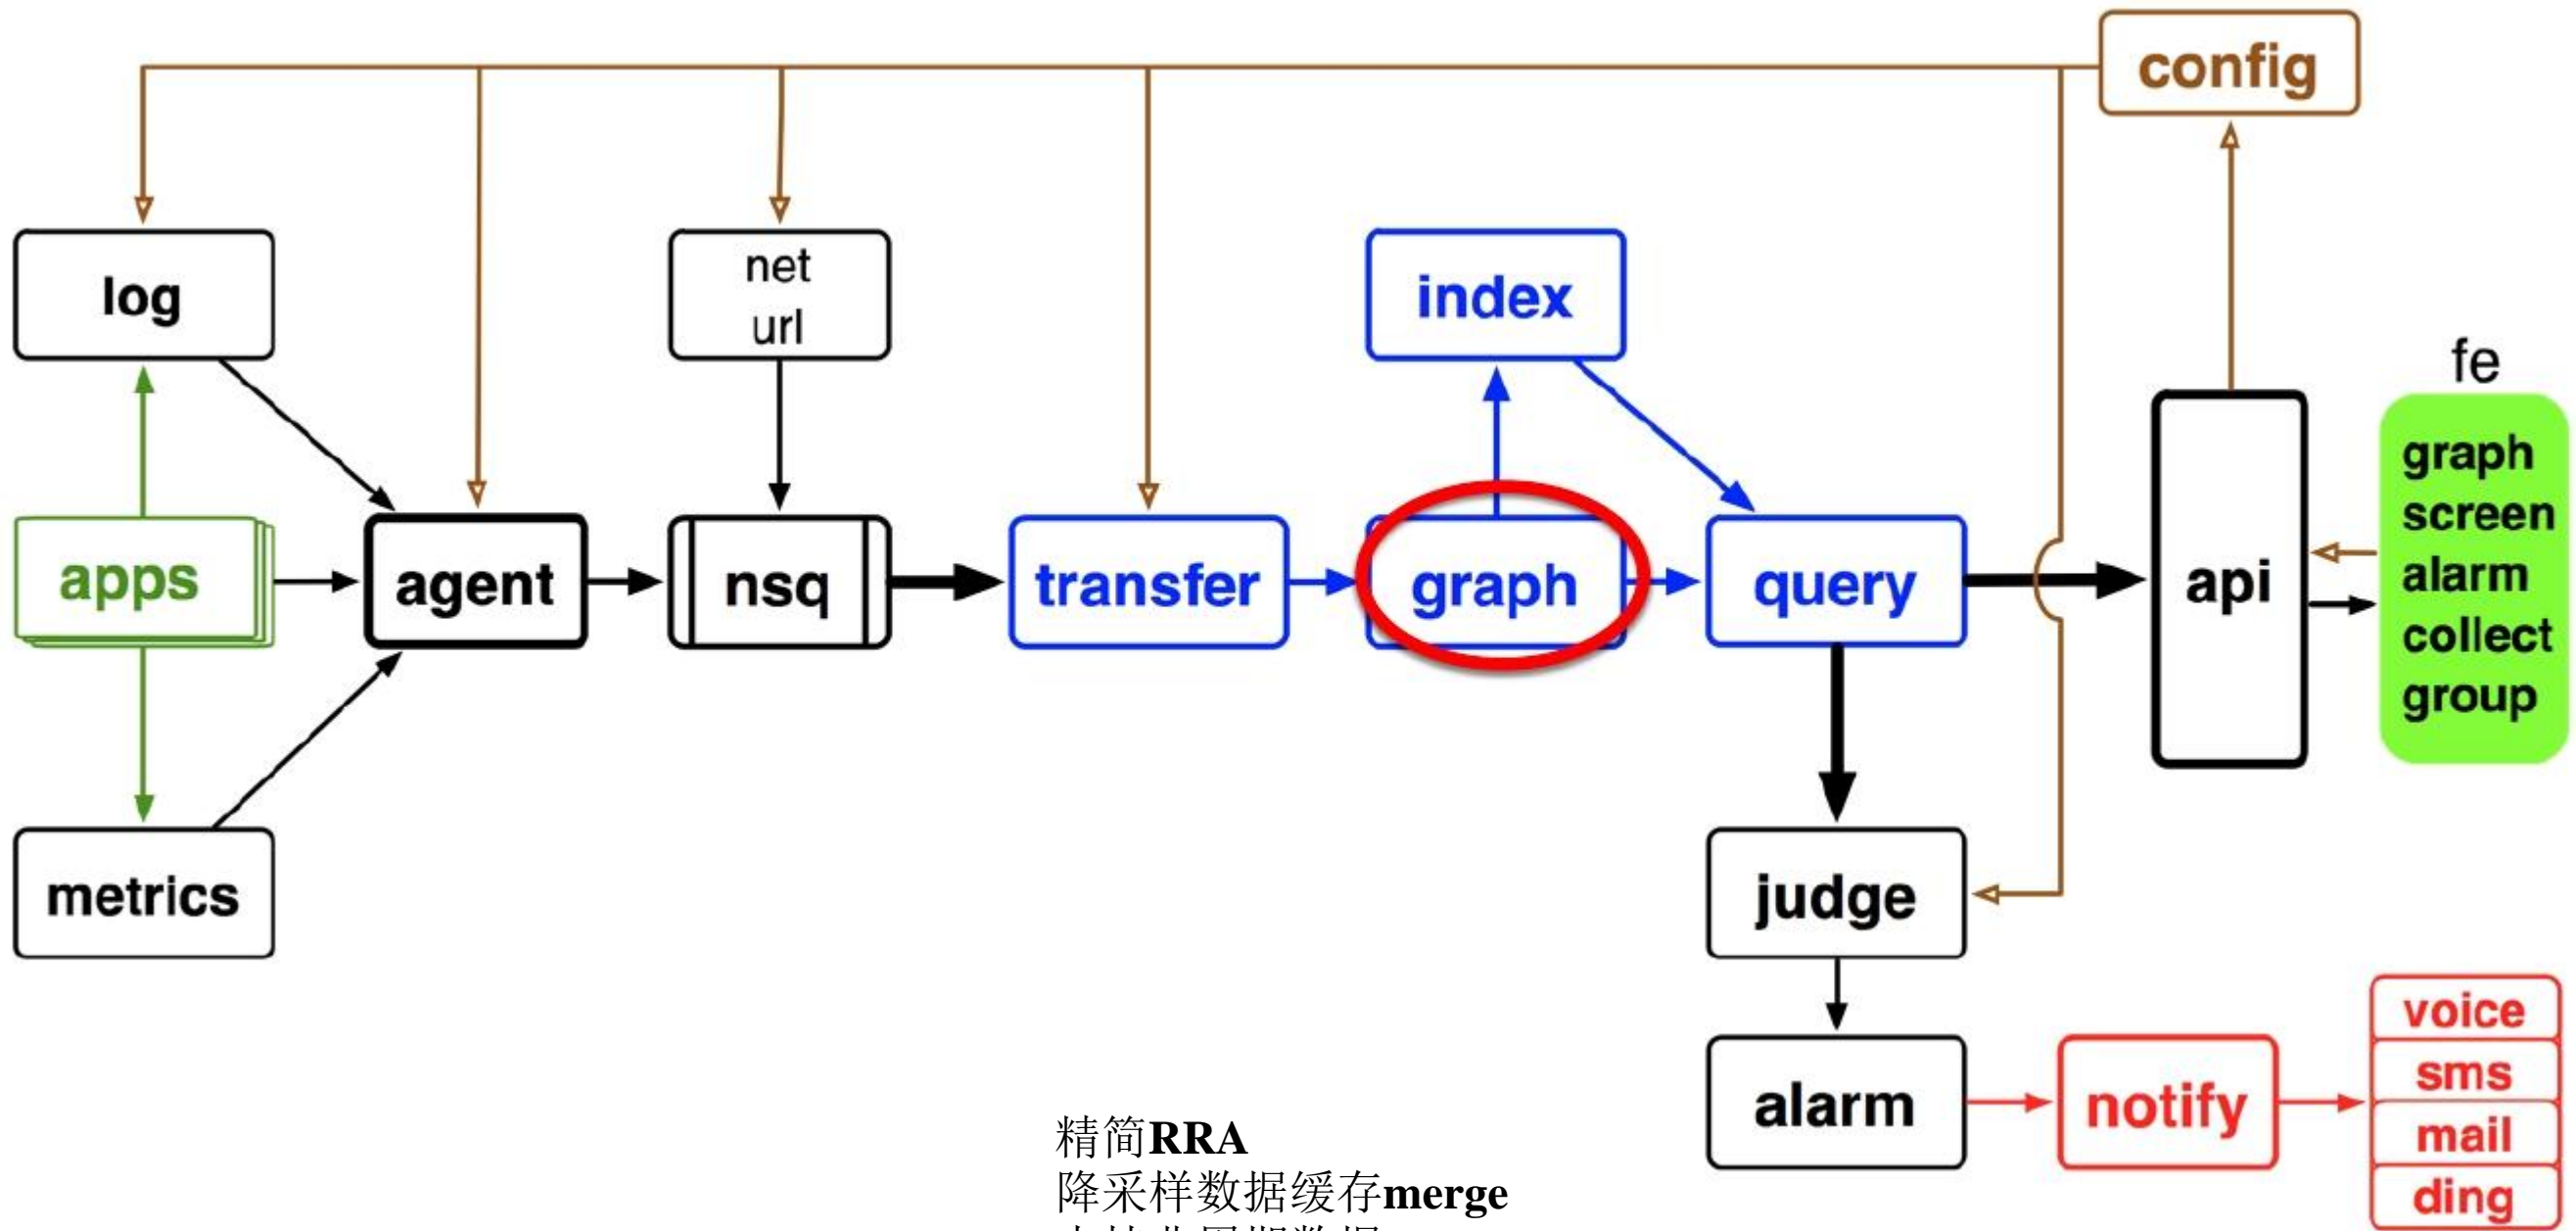 config
log
net
url
index
fe
graph
screen
alarm
collect
group
apps
agent
nsq
transfer
graph
query
api
metrics
judge
alarm
notify
voice
sms
mail
ding
精简RRA
降采样数据缓存merge